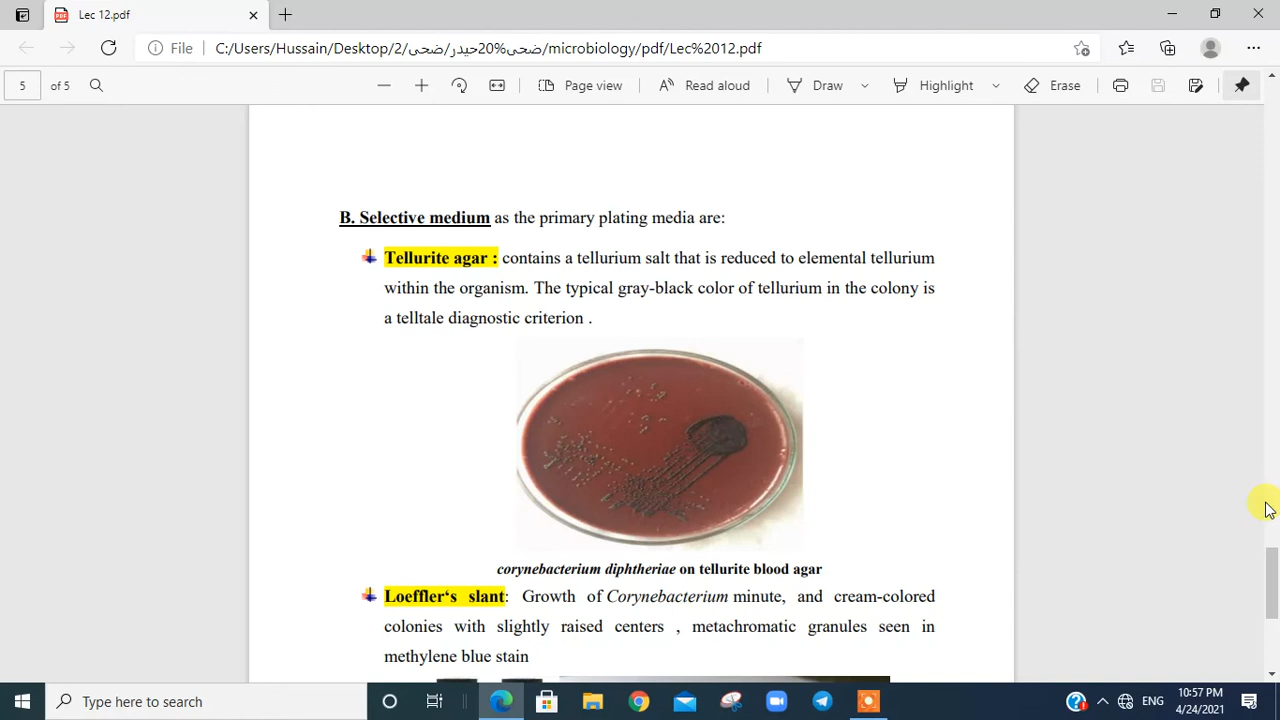 Lec 12.pdf
File
C:/Users/Hussain/Desktop/2/ضحى/حيدر%20ضحى/microbiology/pdf/Lec%2012.pdf
5 of 5
Page view
Read aloud
Draw
Highlight
Erase
B. Selective medium as the primary plating media are:
Tellurite agar : contains a tellurium salt that is reduced to elemental tellurium
within the organism. The typical gray-black color of tellurium in the colony is
a telltale diagnostic criterion .
corynebacterium diphtheriae on tellurite blood agar
Loeffler‘s slant: Growth of Corynebacterium minute, and cream-colored
colonies with slightly raised centers , metachromatic granules seen in
methylene blue stain
Type here to search
ENG
10:57 PM
4/24/2021